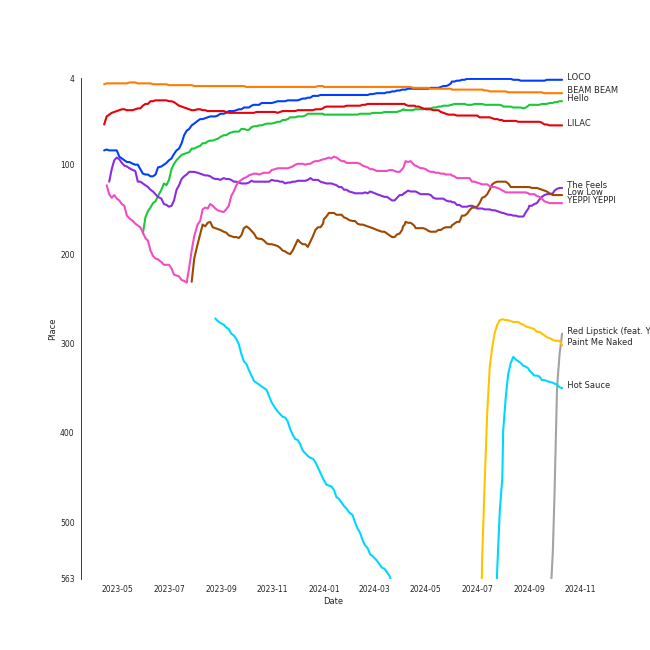 4
100
200
300
400
500
563
Place
2023-05
2023-07
2023-09
2023-11
2024-01
2024-03
2024-05
2024-07
2024-09
2024-11
Date
LOCO
BEAM BEAM
Hello
LILAC
The Feels
Low Low
YEPPI YEPPI
Red Lipstick (feat. Y
Paint Me Naked
Hot Sauce